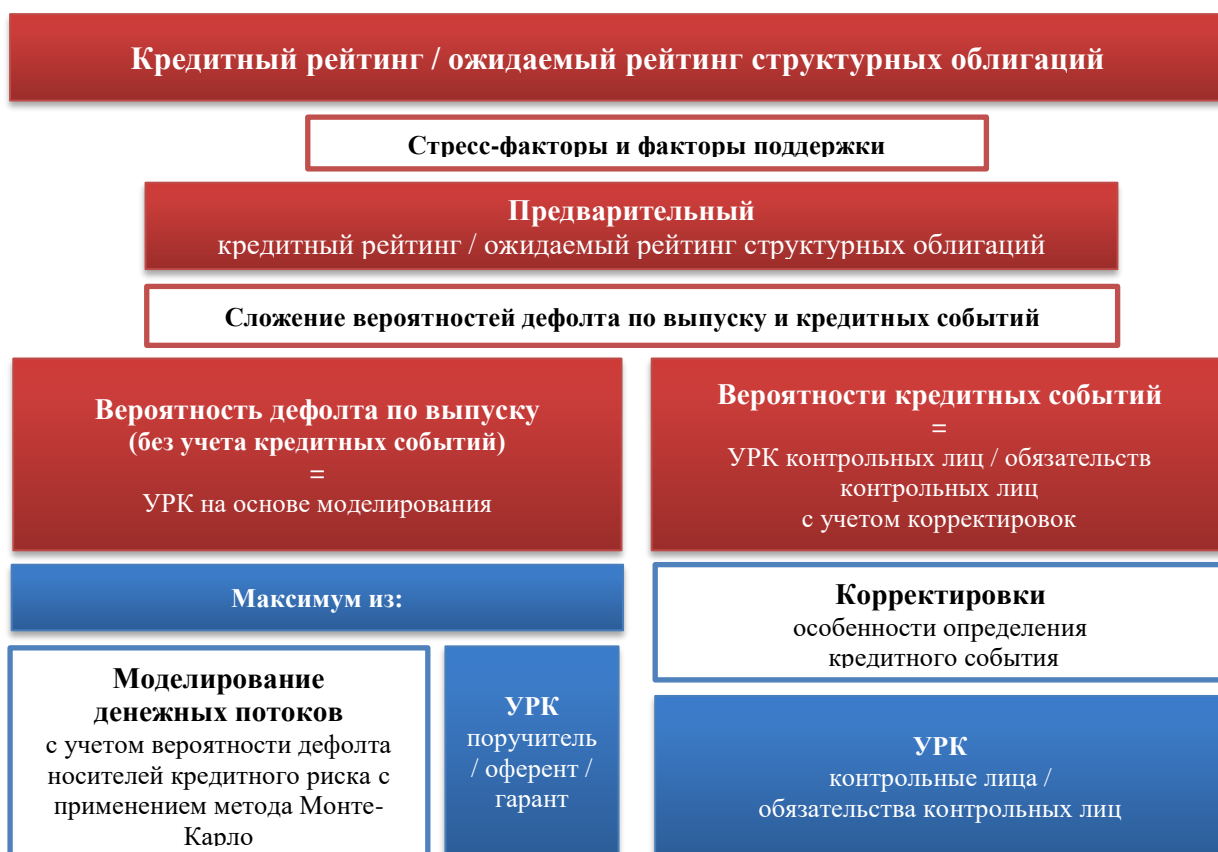 Кредитный рейтинг / ожидаемый рейтинг структурных облигаций
Стресс-факторы и факторы поддержки
Предварительный
кредитный рейтинг / ожидаемый рейтинг структурных облигаций
Сложение вероятностей дефолта по выпуску и кредитных событий
Вероятность дефолта по выпуску
(без учета кредитных событий)
=
УРК на основе моделирования
Вероятности кредитных событий
=
УРК контрольных лиц / обязательств
контрольных лиц
с учетом корректировок
Максимум из:
Корректировки
особенности определения
кредитного события
Моделирование
денежных потоков
с учетом вероятности дефолта
носителей кредитного риска с
применением метода Монте-
Карло
УРК
поручитель
/ оферент /
гарант
УРК
контрольные лица /
обязательства контрольных лиц